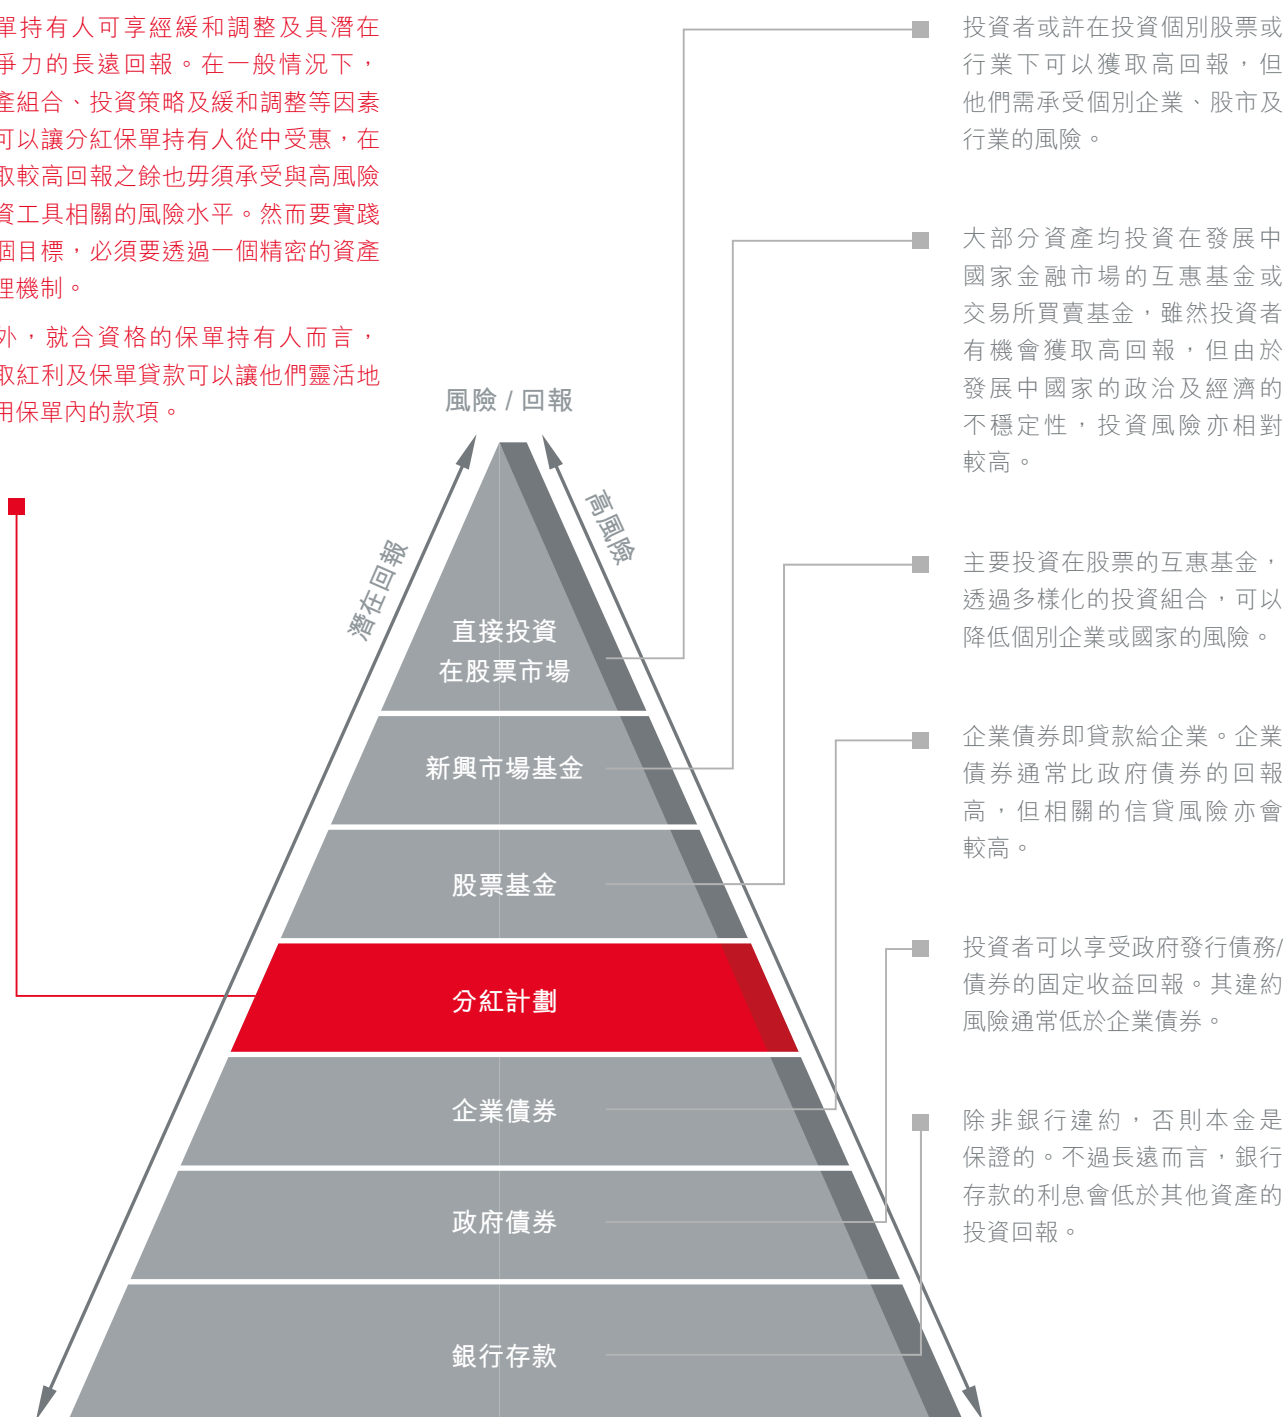 單持有人可享經緩和調整及具潛在
爭力的長遠回報。在一般情況下，
產組合、投資策略及緩和調整等因素
可以讓分紅保單持有人從中受惠，在
取較高回報之餘也毋須承受與高風險
資工具相關的風險水平。然而要實踐
個目標，必須要透過一個精密的資產
理機制。
外，就合資格的保單持有人而言，
取紅利及保單貸款可以讓他們靈活地
用保單內的款項。
風險 / 回報
潛在回報
高風險
直接投資
在股票市場
新興市場基金
股票基金
分紅計劃
企業債券
政府債券
銀行存款
投資者或許在投資個別股票或
行業下可以獲取高回報，但
他們需承受個別企業、股市及
行業的風險。
大部分資產均投資在發展中
國家金融市場的互惠基金或
交易所買賣基金，雖然投資者
有機會獲取高回報，但由於
發展中國家的政治及經濟的
不穩定性，投資風險亦相對
較高。
主要投資在股票的互惠基金，
透過多樣化的投資組合，可以
降低個別企業或國家的風險。
企業債券即貸款給企業。企業
債券通常比政府債券的回報
高，但相關的信貸風險亦會
較高。
投資者可以享受政府發行債務/
債券的固定收益回報。其違約
風險通常低於企業債券。
除非銀行違約，否則本金是
保證的。不過長遠而言，銀行
存款的利息會低於其他資產的
投資回報。